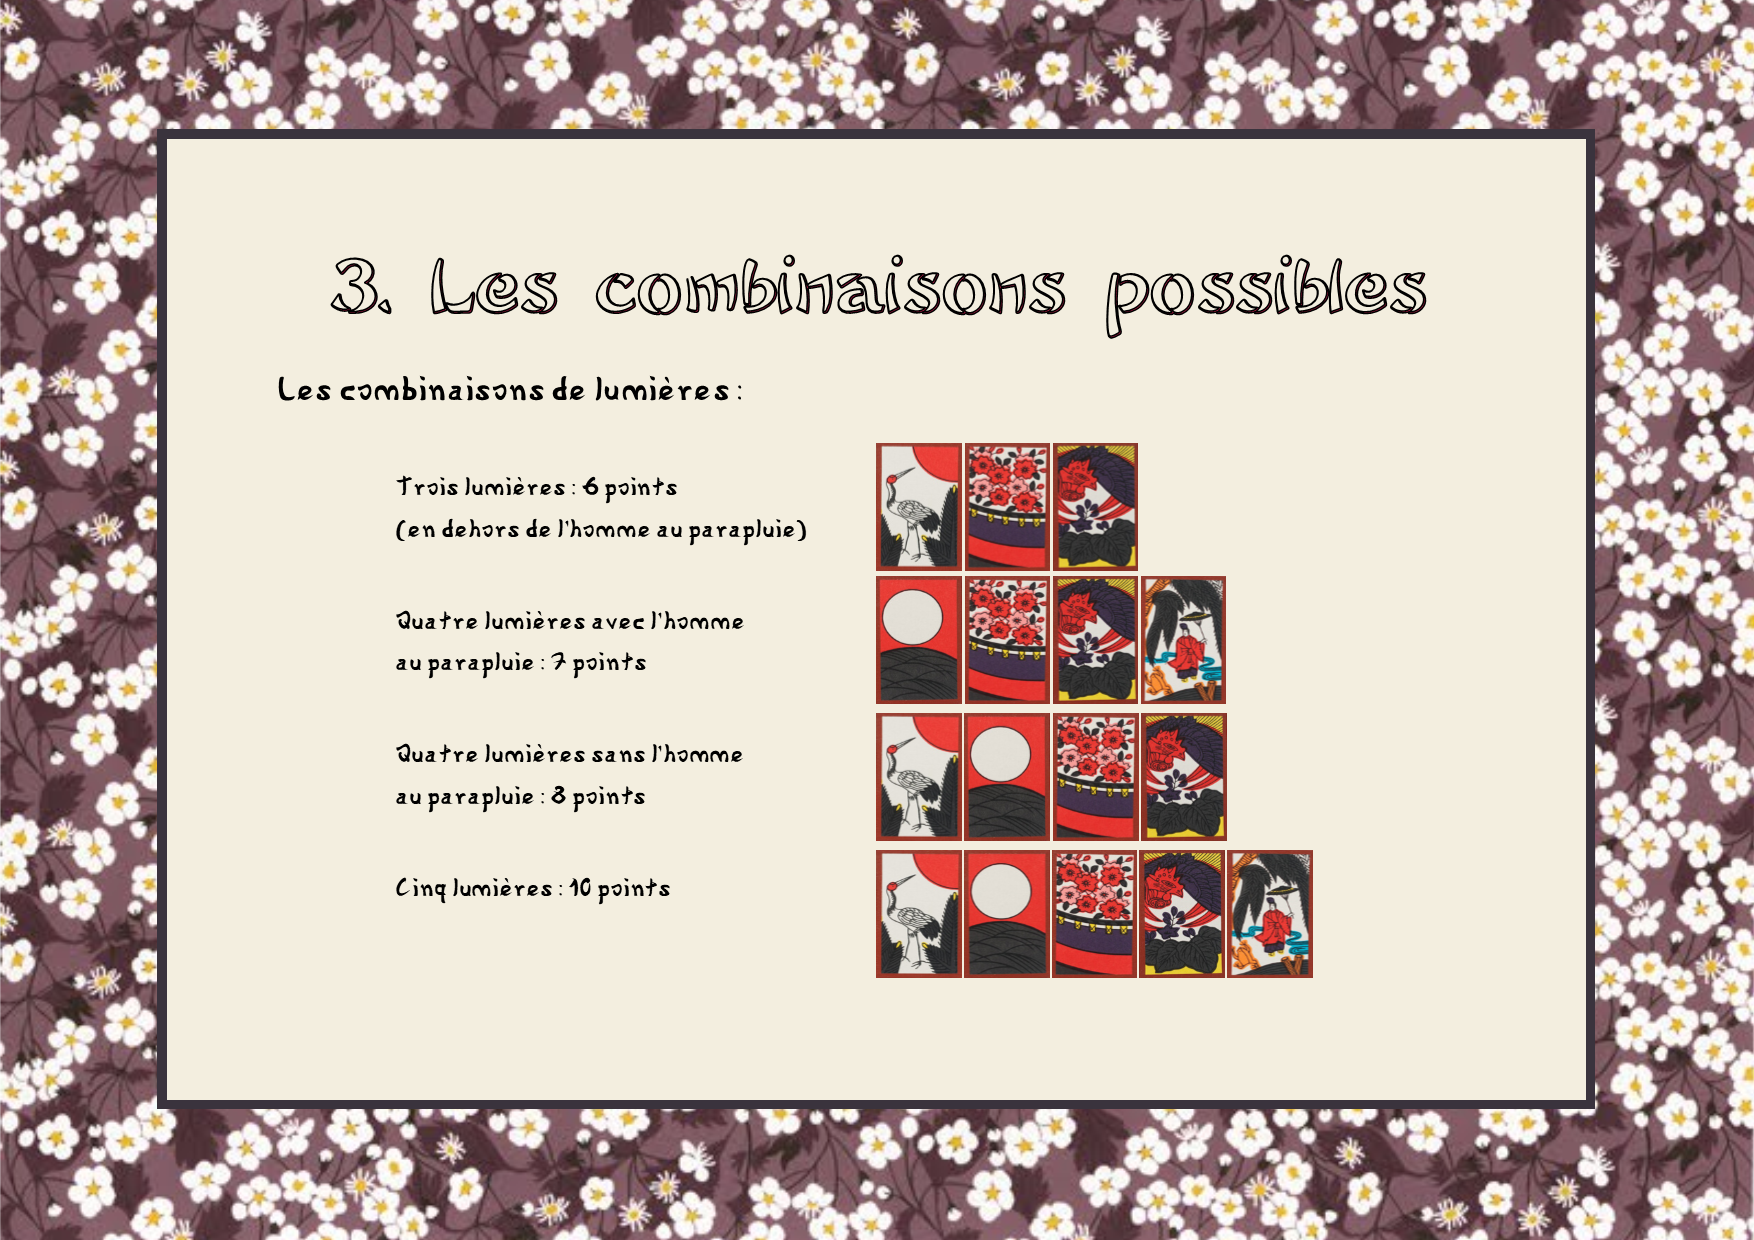 3. Les combinaisons possibles
Les combinaisons de lumières :
Trois lumières : 6 points
(en dehors de l'homme au parapluie)
Quatre lumières avec l'homme
au parapluie : 7 points
Quatre lumières sans l'homme
au parapluie : 8 points
Cinq lumières : 10 points